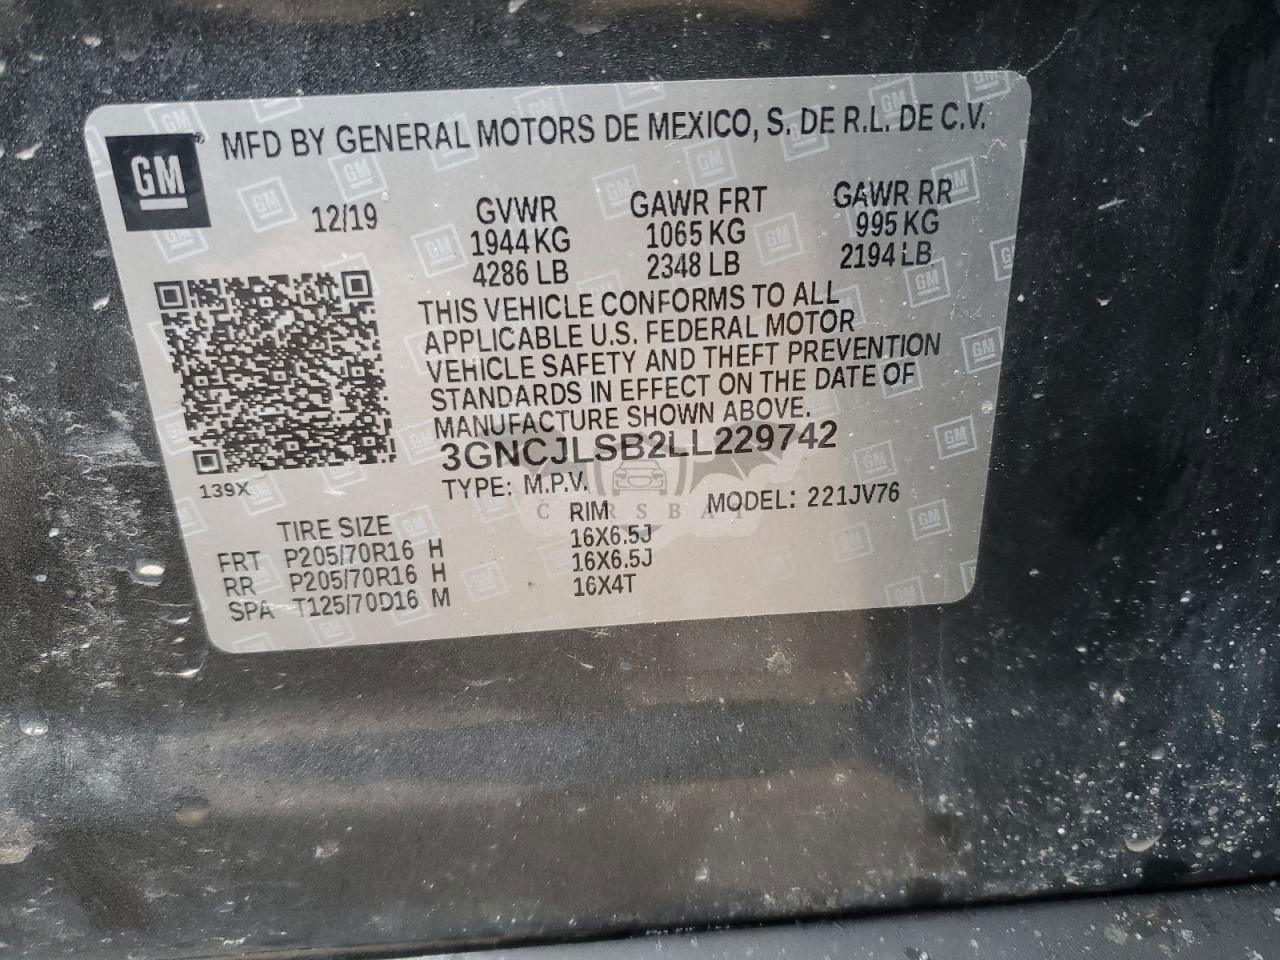 GM
MFD BY GENERAL MOTORS DE MEXICO, S. DE R.L. DE C.V.
12/19
GVWR GAWR FRT GAWR RR
1944 KG 1065 KG 995 KG
4286 LB 2348 LB 2194 LB
THIS VEHICLE CONFORMS TO ALL
APPLICABLE U.S. FEDERAL MOTOR
VEHICLE SAFETY AND THEFT PREVENTION
STANDARDS IN EFFECT ON THE DATE OF
MANUFACTURE SHOWN ABOVE.
3GNCJLSB2LL229742
139X
TYPE: M.P.V. MODEL: 221JV76
CARSBAT
TIRE SIZE RIM
FRT P205/70R16 H 16X6.5J
RR P205/70R16 H 16X6.5J
SPA T125/70D16 M 16X4T